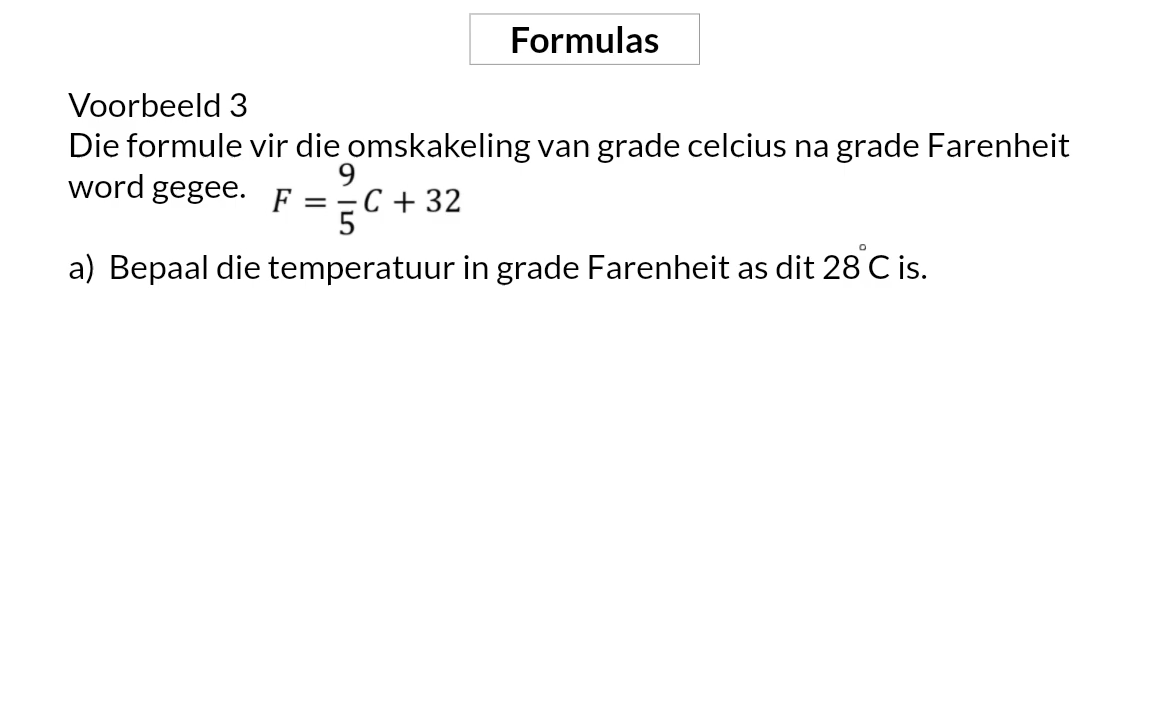 Formulas
Voorbeeld 3
Die formule vir die omskakeling van grade celcius na grade Farenheit
word gegee. F = 9/5 C + 32
a) Bepaal die temperatuur in grade Farenheit as dit 28°C is.